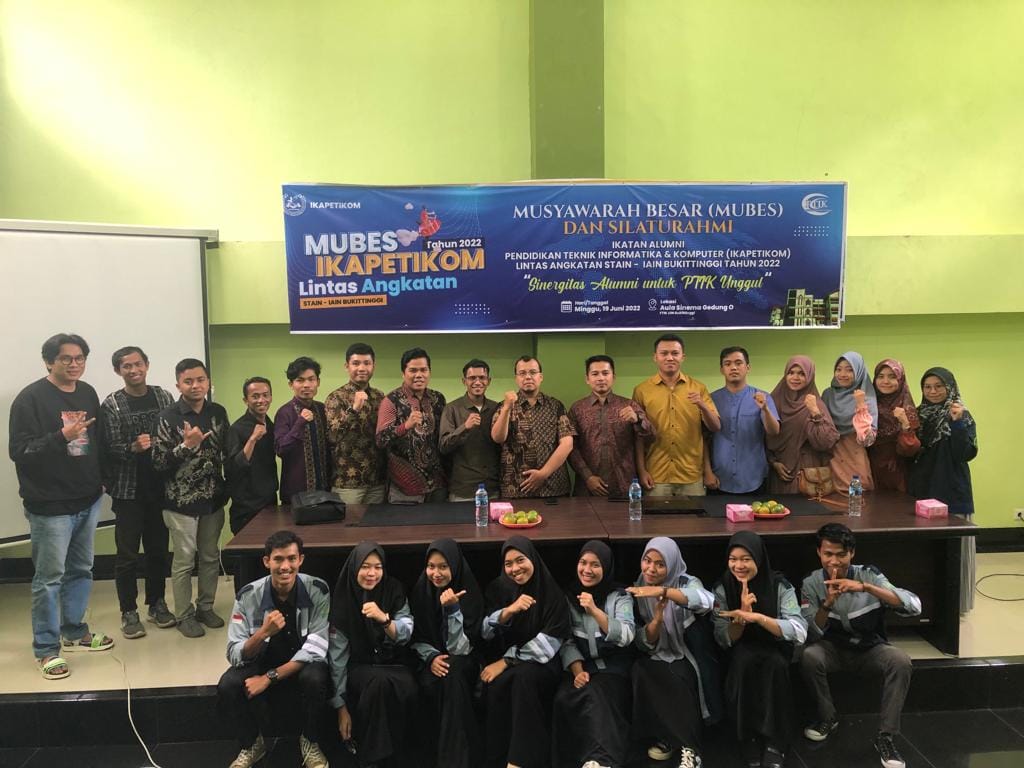 IKAPETIKOM
MUBES
Tahun 2022
IKAPETIKOM
Lintas Angkatan
STAIN - IAIN BUKITTINGGI
MUSYAWARAH BESAR (MUBES)
DAN SILATURAHMI
IKATAN ALUMNI
PENDIDIKAN TEKNIK INFORMATIKA & KOMPUTER (IKAPETIKOM)
LINTAS ANGKATAN STAIN - IAIN BUKITTINGGI TAHUN 2022
"Sinergitas Alumni untuk PTIK Unggul"
Hari/Tanggal
Minggu, 19 Juni 2022
Lokasi
Aula Sinema Gedung O
PTIK